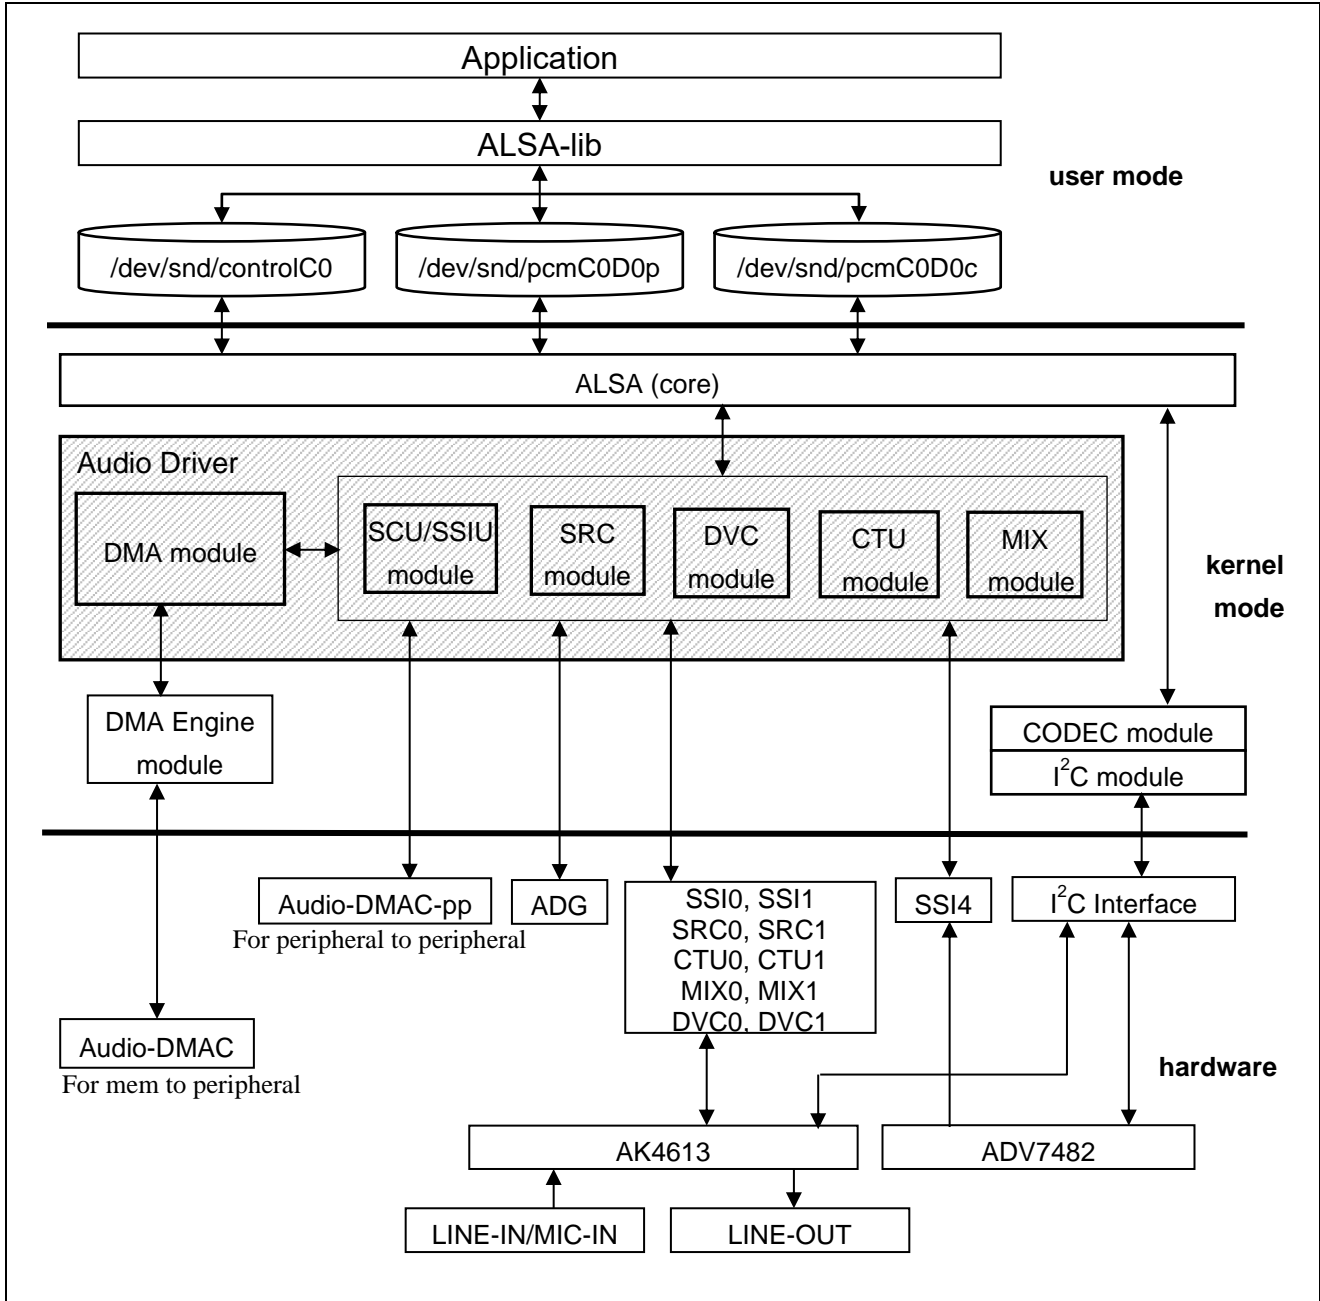 Application
ALSA-lib
user mode
/dev/snd/controlC0
/dev/snd/pcmC0D0p
/dev/snd/pcmC0D0c
ALSA (core)
Audio Driver
DMA module
SCU/SSIU
module
SRC
module
DVC
module
CTU
module
MIX
module
kernel
mode
DMA Engine
module
CODEC module
I²C module
Audio-DMAC-pp
For peripheral to peripheral
ADG
SSI0, SSI1
SRC0, SRC1
CTU0, CTU1
MIX0, MIX1
DVC0, DVC1
SSI4
I²C Interface
Audio-DMAC
For mem to peripheral
hardware
AK4613
ADV7482
LINE-IN/MIC-IN
LINE-OUT